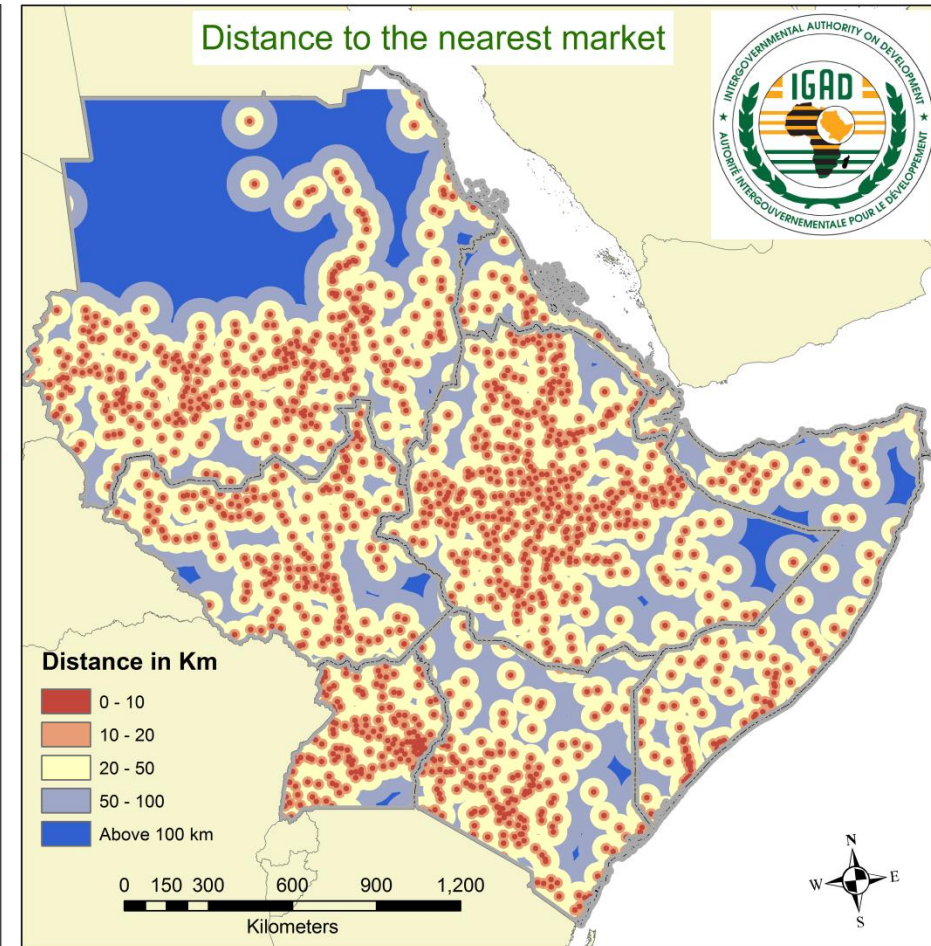 Distance to the nearest market
INTERGOVERNMENTAL AUTHORITY ON DEVELOPMENT
IGAD
AUTORITÉ INTERGOUVERNEMENTALE POUR LE DÉVELOPPEMENT
Distance in Km
0 - 10
10 - 20
20 - 50
50 - 100
Above 100 km
0 150 300 600 900 1,200
Kilometers
N
W E
S